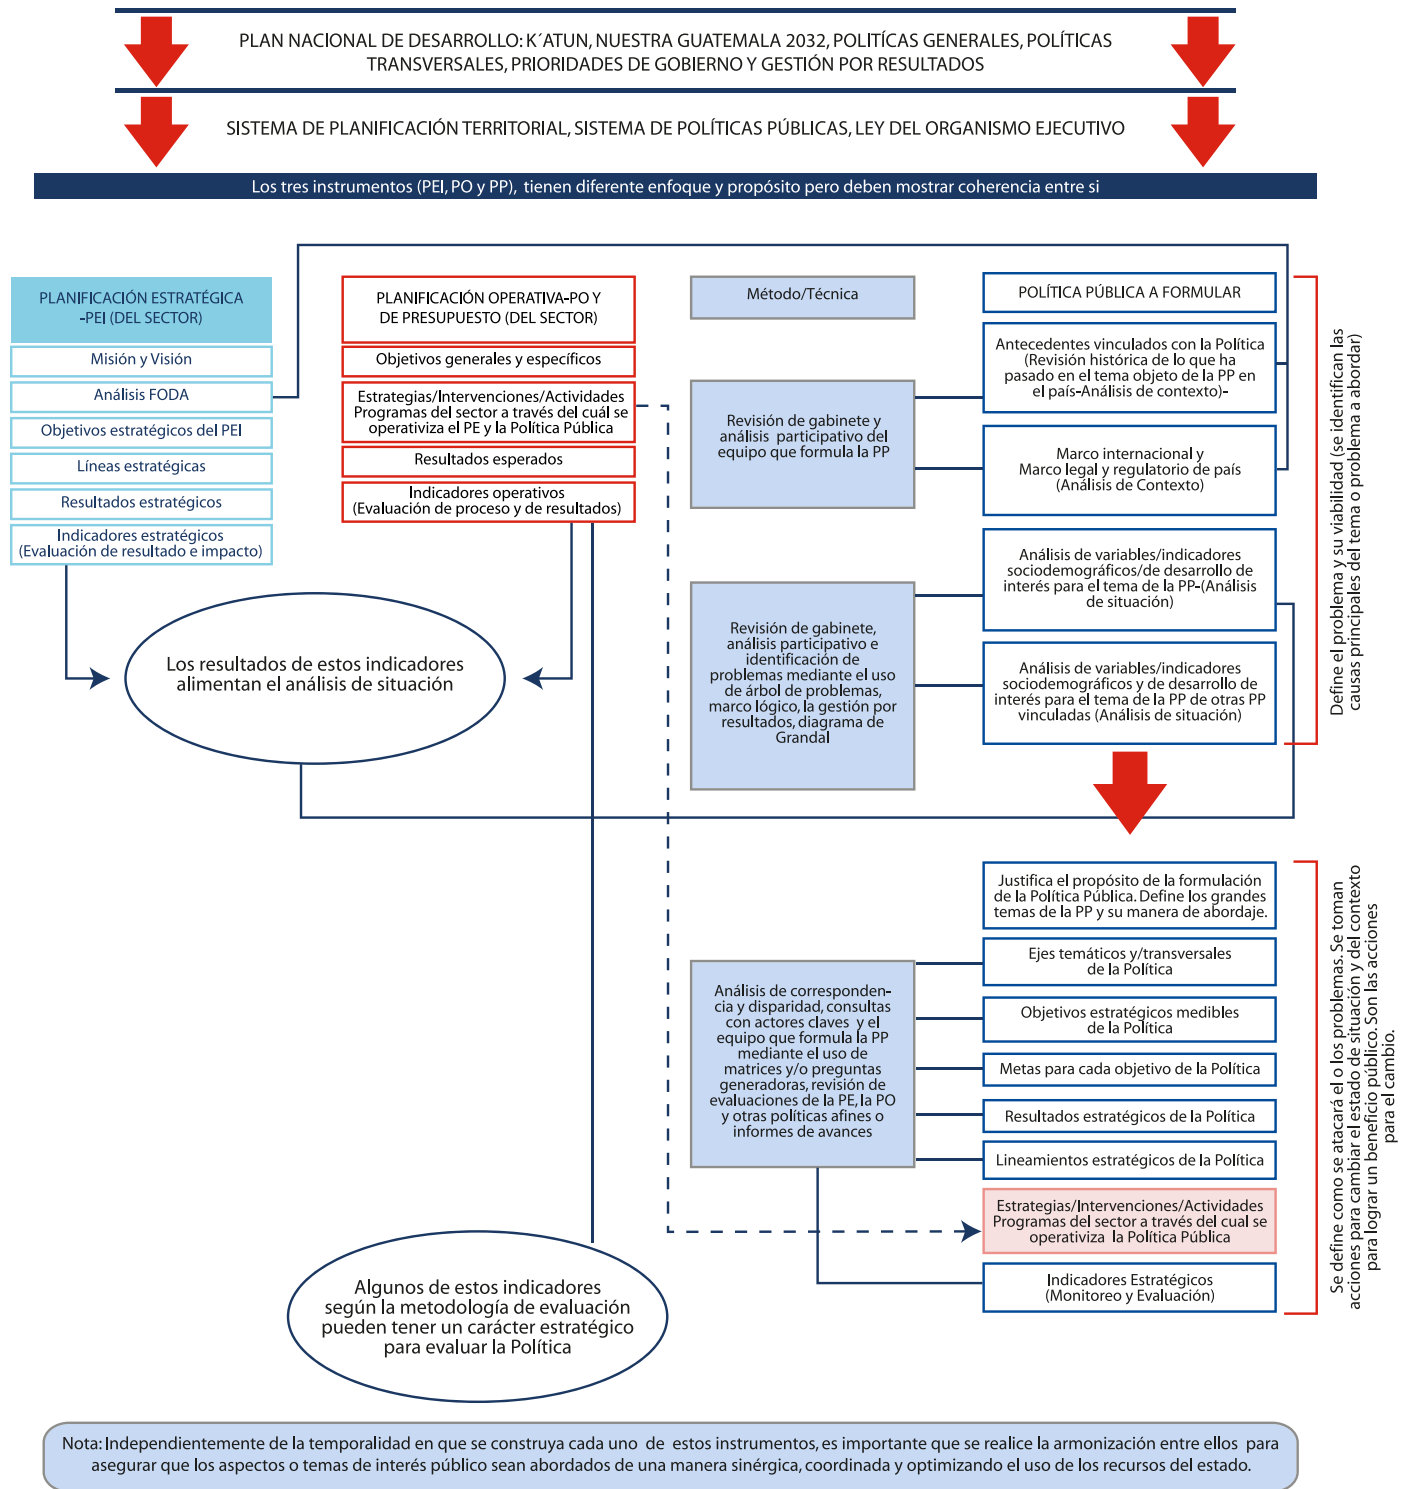 PLAN NACIONAL DE DESARROLLO: K´ATUN, NUESTRA GUATEMALA 2032, POLITÍCAS GENERALES, POLÍTICAS
TRANSVERSALES, PRIORIDADES DE GOBIERNO Y GESTIÓN POR RESULTADOS
SISTEMA DE PLANIFICACIÓN TERRITORIAL, SISTEMA DE POLÍTICAS PÚBLICAS, LEY DEL ORGANISMO EJECUTIVO
Los tres instrumentos (PEI, PO y PP), tienen diferente enfoque y propósito pero deben mostrar coherencia entre si
PLANIFICACIÓN ESTRATÉGICA
-PEI (DEL SECTOR)
Misión y Visión
Análisis FODA
Objetivos estratégicos del PEI
Líneas estratégicas
Resultados estratégicos
Indicadores estratégicos
(Evaluación de resultado e impacto)
PLANIFICACIÓN OPERATIVA-PO Y
DE PRESUPUESTO (DEL SECTOR)
Objetivos generales y específicos
Estrategias/Intervenciones/Actividades
Programas del sector a través del cuál se
operativiza el PE y la Política Pública
Resultados esperados
Indicadores operativos
(Evaluación de proceso y de resultados)
Los resultados de estos indicadores
alimentan el análisis de situación
Método/Técnica
Revisión de gabinete y
análisis participativo del
equipo que formula la PP
Revisión de gabinete,
análisis participativo e
identificación de
problemas mediante el uso
de árbol de problemas,
marco lógico, la gestión por
resultados, diagrama de
Grandal
POLÍTICA PÚBLICA A FORMULAR
Antecedentes vinculados con la Política
(Revisión histórica de lo que ha
pasado en el tema objeto de la PP en
el país-Análisis de contexto)-
Marco internacional y
Marco legal y regulatorio de país
(Análisis de Contexto)
Análisis de variables/indicadores
sociodemográficos/de desarrollo de
interés para el tema de la PP-(Análisis
de situación)
Análisis de variables/indicadores
sociodemográficos y de desarrollo de
interés para el tema de la PP de otras PP
vinculadas (Análisis de situación)
Define el problema y su viabilidad (se identifican las
causas principales del tema o problema a abordar)
Análisis de corresponden-
cia y disparidad, consultas
con actores claves y el
equipo que formula la PP
mediante el uso de
matrices y/o preguntas
generadoras, revisión de
evaluaciones de la PE, la PO
y otras políticas afines o
informes de avances
Justifica el propósito de la formulación
de la Política Pública. Define los grandes
temas de la PP y su manera de abordaje.
Ejes temáticos y/transversales
de la Política
Objetivos estratégicos medibles
de la Política
Metas para cada objetivo de la Política
Resultados estratégicos de la Política
Lineamientos estratégicos de la Política
Estrategias/Intervenciones/Actividades
Programas del sector a través del cual se
operativiza la Política Pública
Indicadores Estratégicos
(Monitoreo y Evaluación)
Se define como se atacará el o los problemas. Se toman
acciones para cambiar el estado de situación y del contexto
para lograr un beneficio público. Son las acciones
para el cambio.
Algunos de estos indicadores
según la metodología de evaluación
pueden tener un carácter estratégico
para evaluar la Política
Nota: Independientemente de la temporalidad en que se construya cada uno de estos instrumentos, es importante que se realice la armonización entre ellos para
asegurar que los aspectos o temas de interés público sean abordados de una manera sinérgica, coordinada y optimizando el uso de los recursos del estado.